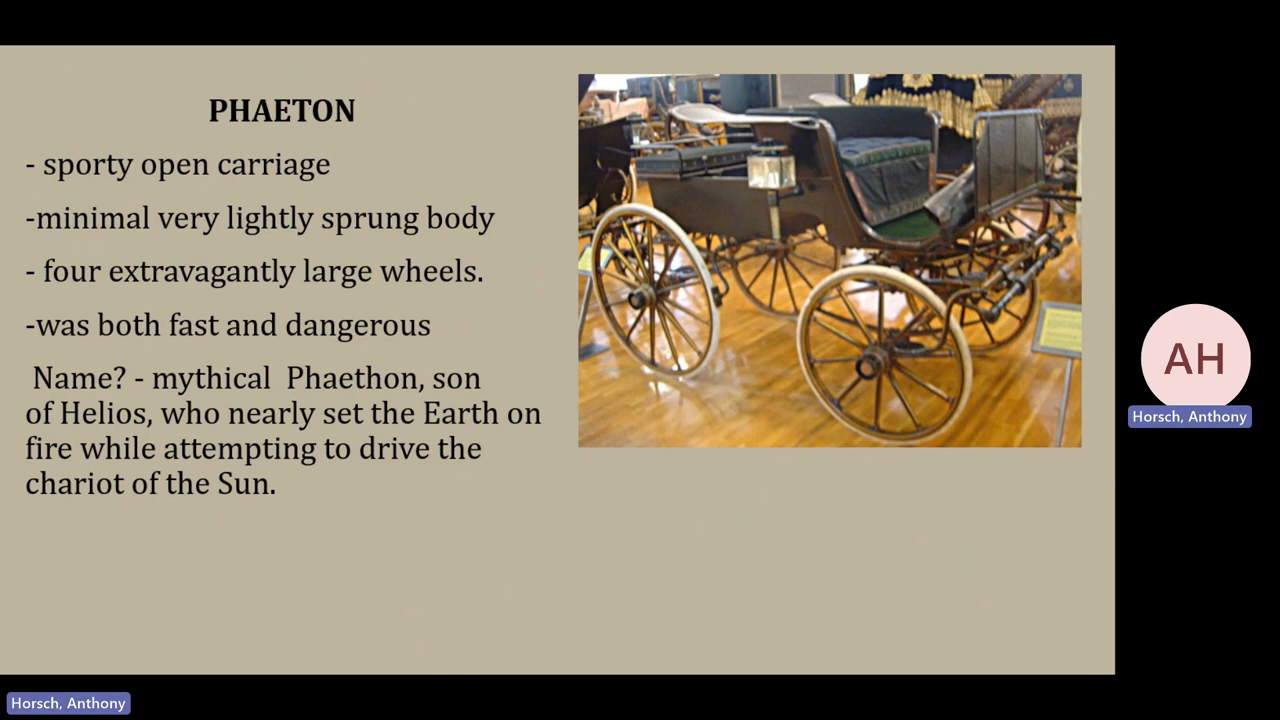 PHAETON
- sporty open carriage
-minimal very lightly sprung body
- four extravagantly large wheels.
-was both fast and dangerous
Name? - mythical  Phaethon, son
of Helios, who nearly set the Earth on
fire while attempting to drive the
chariot of the Sun.
AH
Horsch, Anthony
Horsch, Anthony